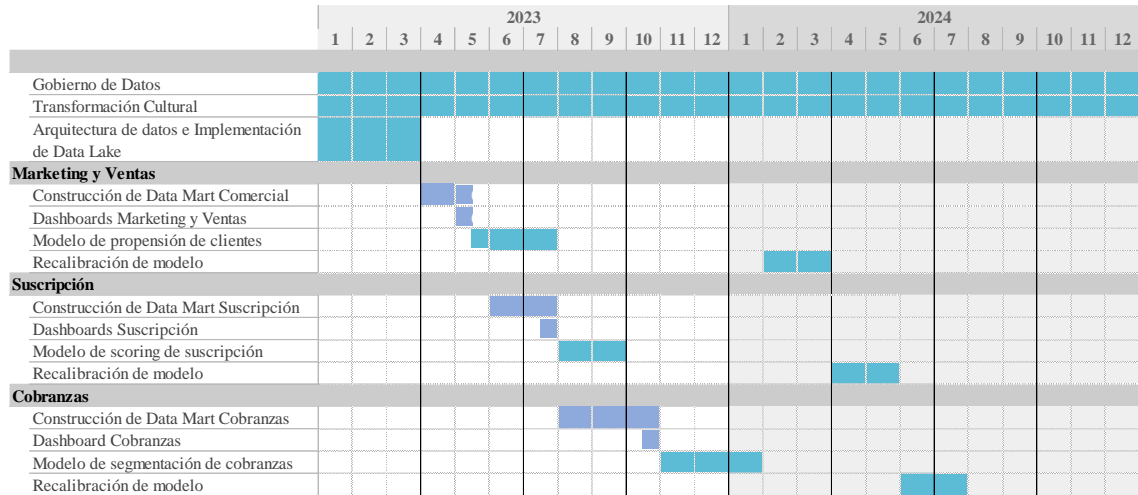 2023 2024
1 2 3 4 5 6 7 8 9 10 11 12 1 2 3 4 5 6 7 8 9 10 11 12
Gobierno de Datos
Transformación Cultural
Arquitectura de datos e Implementación
de Data Lake
Marketing y Ventas
Construcción de Data Mart Comercial
Dashboards Marketing y Ventas
Modelo de propensión de clientes
Recalibración de modelo
Suscripción
Construcción de Data Mart Suscripción
Dashboards Suscripción
Modelo de scoring de suscripción
Recalibración de modelo
Cobranzas
Construcción de Data Mart Cobranzas
Dashboard Cobranzas
Modelo de segmentación de cobranzas
Recalibración de modelo